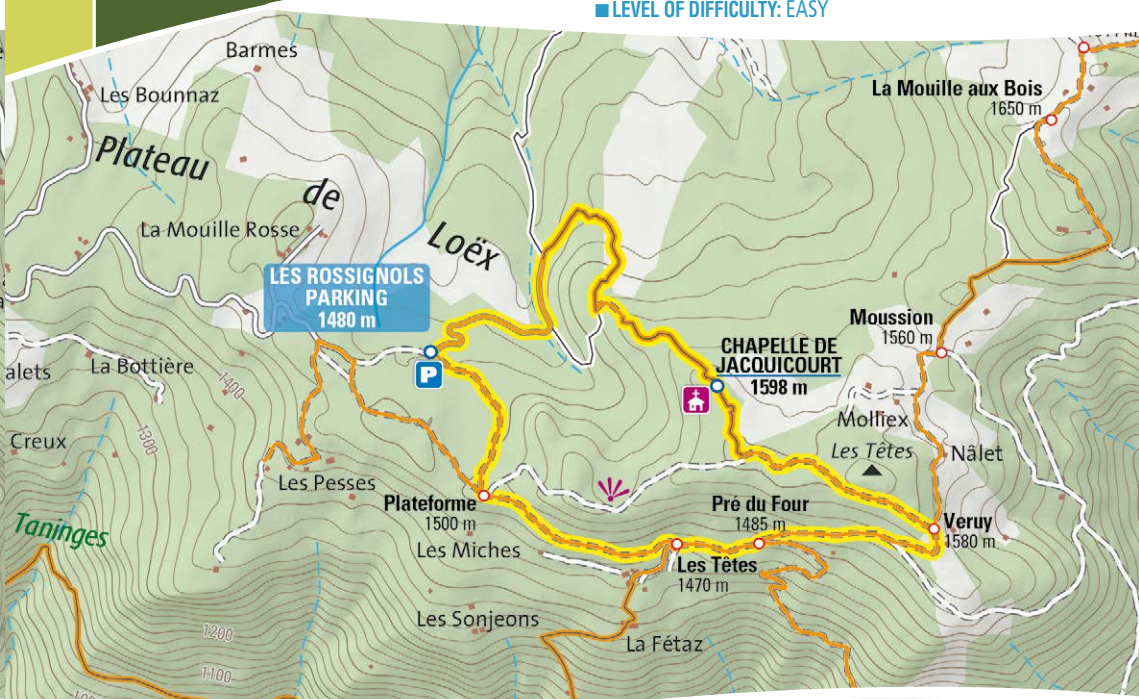 ■ LEVEL OF DIFFICULTY: EASY
Barmes
Les Bounnaz
La Mouille aux Bois
1650 m
Plateau
de
Loëx
La Mouille Rosse
LES ROSSIGNOLS
PARKING
1480 m
P
Moussion
1560 m
CHAPELLE DE
JACQUICOURT
1598 m
alets
La Bottière
1400
1300
Creux
Molliex
Les Têtes
Nâlet
Les Pesses
Plateforme
1500 m
Pré du Four
1485 m
Veruy
1580 m
Taninges
Les Miches
Les Têtes
1470 m
Les Sonjeons
La Fétaz
1200
1100